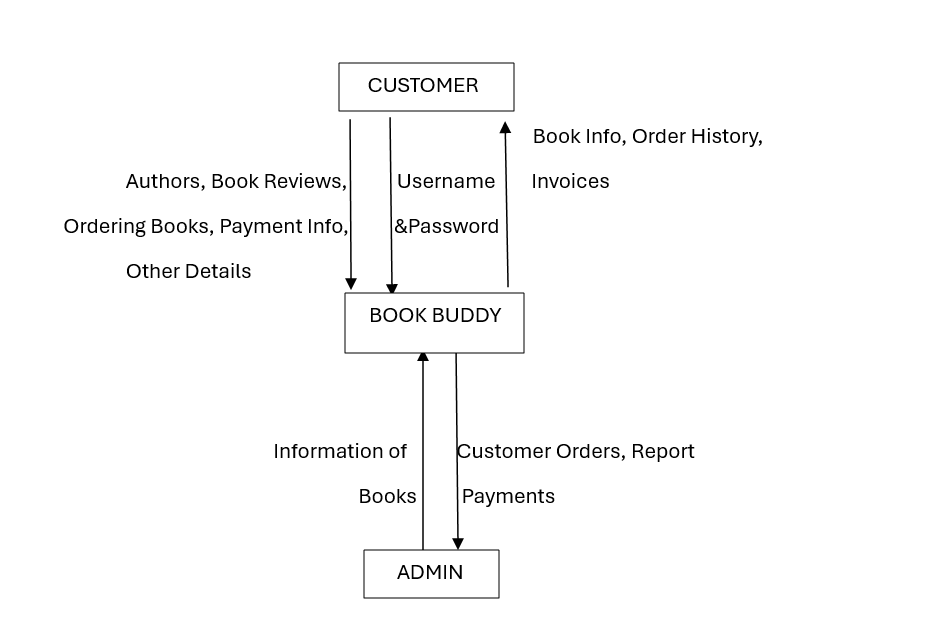 CUSTOMER
Book Info, Order History,
Invoices
Authors, Book Reviews,
Ordering Books, Payment Info,
Other Details
Username
&Password
BOOK BUDDY
Information of
Books
Customer Orders, Report
Payments
ADMIN